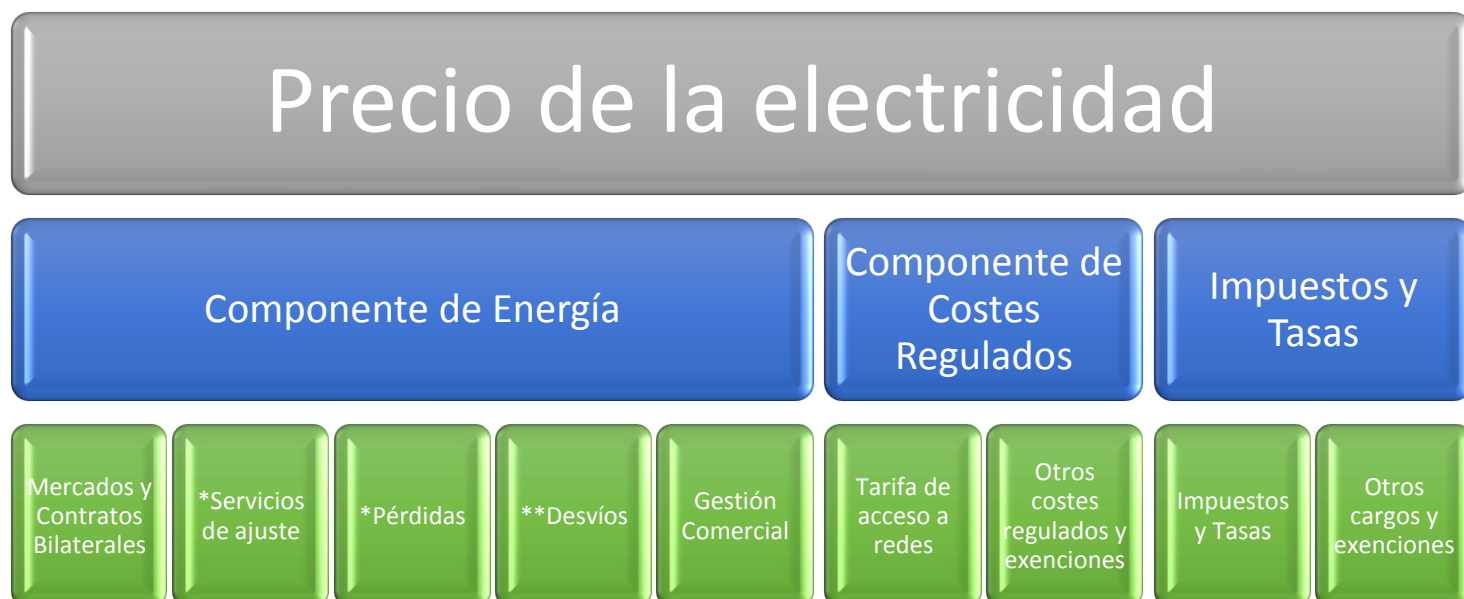 Precio de la electricidad
Componente de Energía
Componente de
Costes
Regulados
Impuestos y
Tasas
Mercados y
Contratos
Bilaterales
*Servicios
de ajuste
*Pérdidas
**Desvíos
Gestión
Comercial
Tarifa de
acceso a
redes
Otros
costes
regulados y
exenciones
Impuestos
y Tasas
Otros
cargos y
exenciones